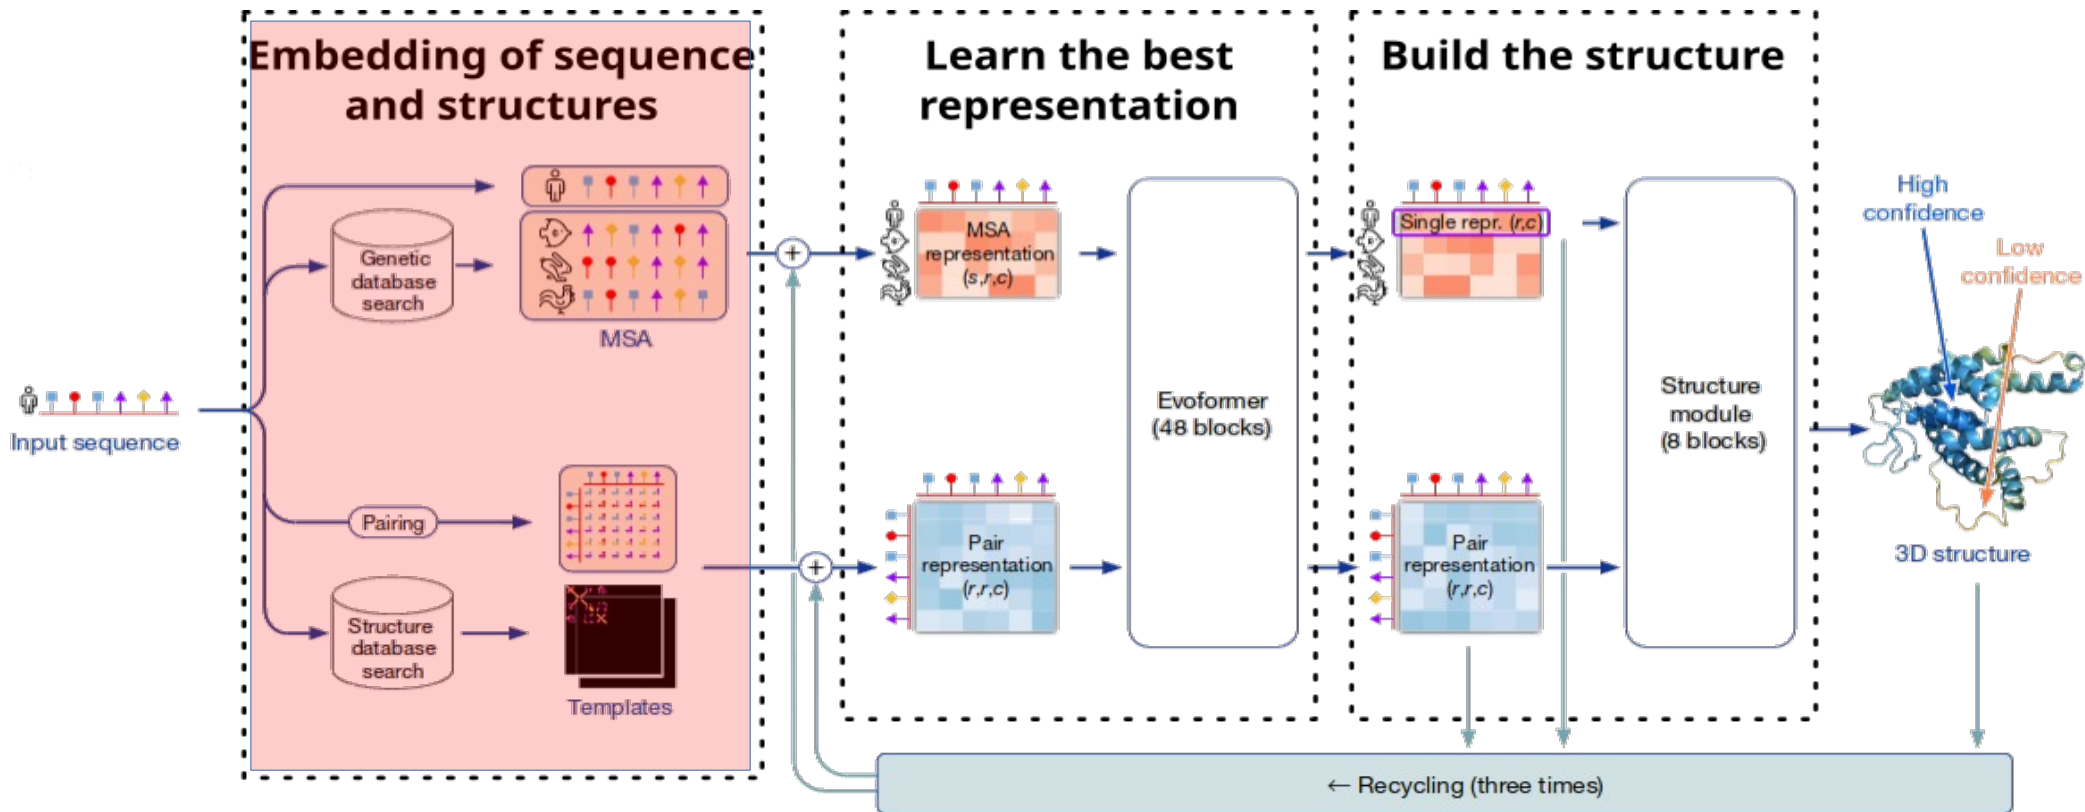 Embedding of sequence
and structures
Learn the best
representation
Build the structure
Genetic
database
search
MSA
Input sequence
Pairing
Structure
database
search
Templates
+
+
MSA
representation
(s,r,c)
Pair
representation
(r,r,c)
Evoformer
(48 blocks)
Single repr. (r,c)
Pair
representation
(r,r,c)
Structure
module
(8 blocks)
High
confidence
Low
confidence
3D structure
← Recycling (three times)